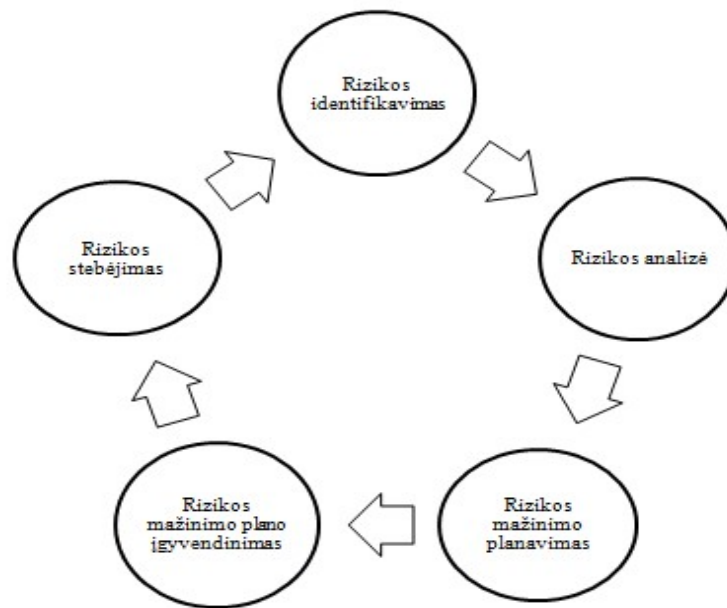 Rizikos
identifikavimas
Rizikos analizė
Rizikos
mažinimo
planavimas
Rizikos
mažinimo plano
įgyvendinimas
Rizikos
stebėjimas